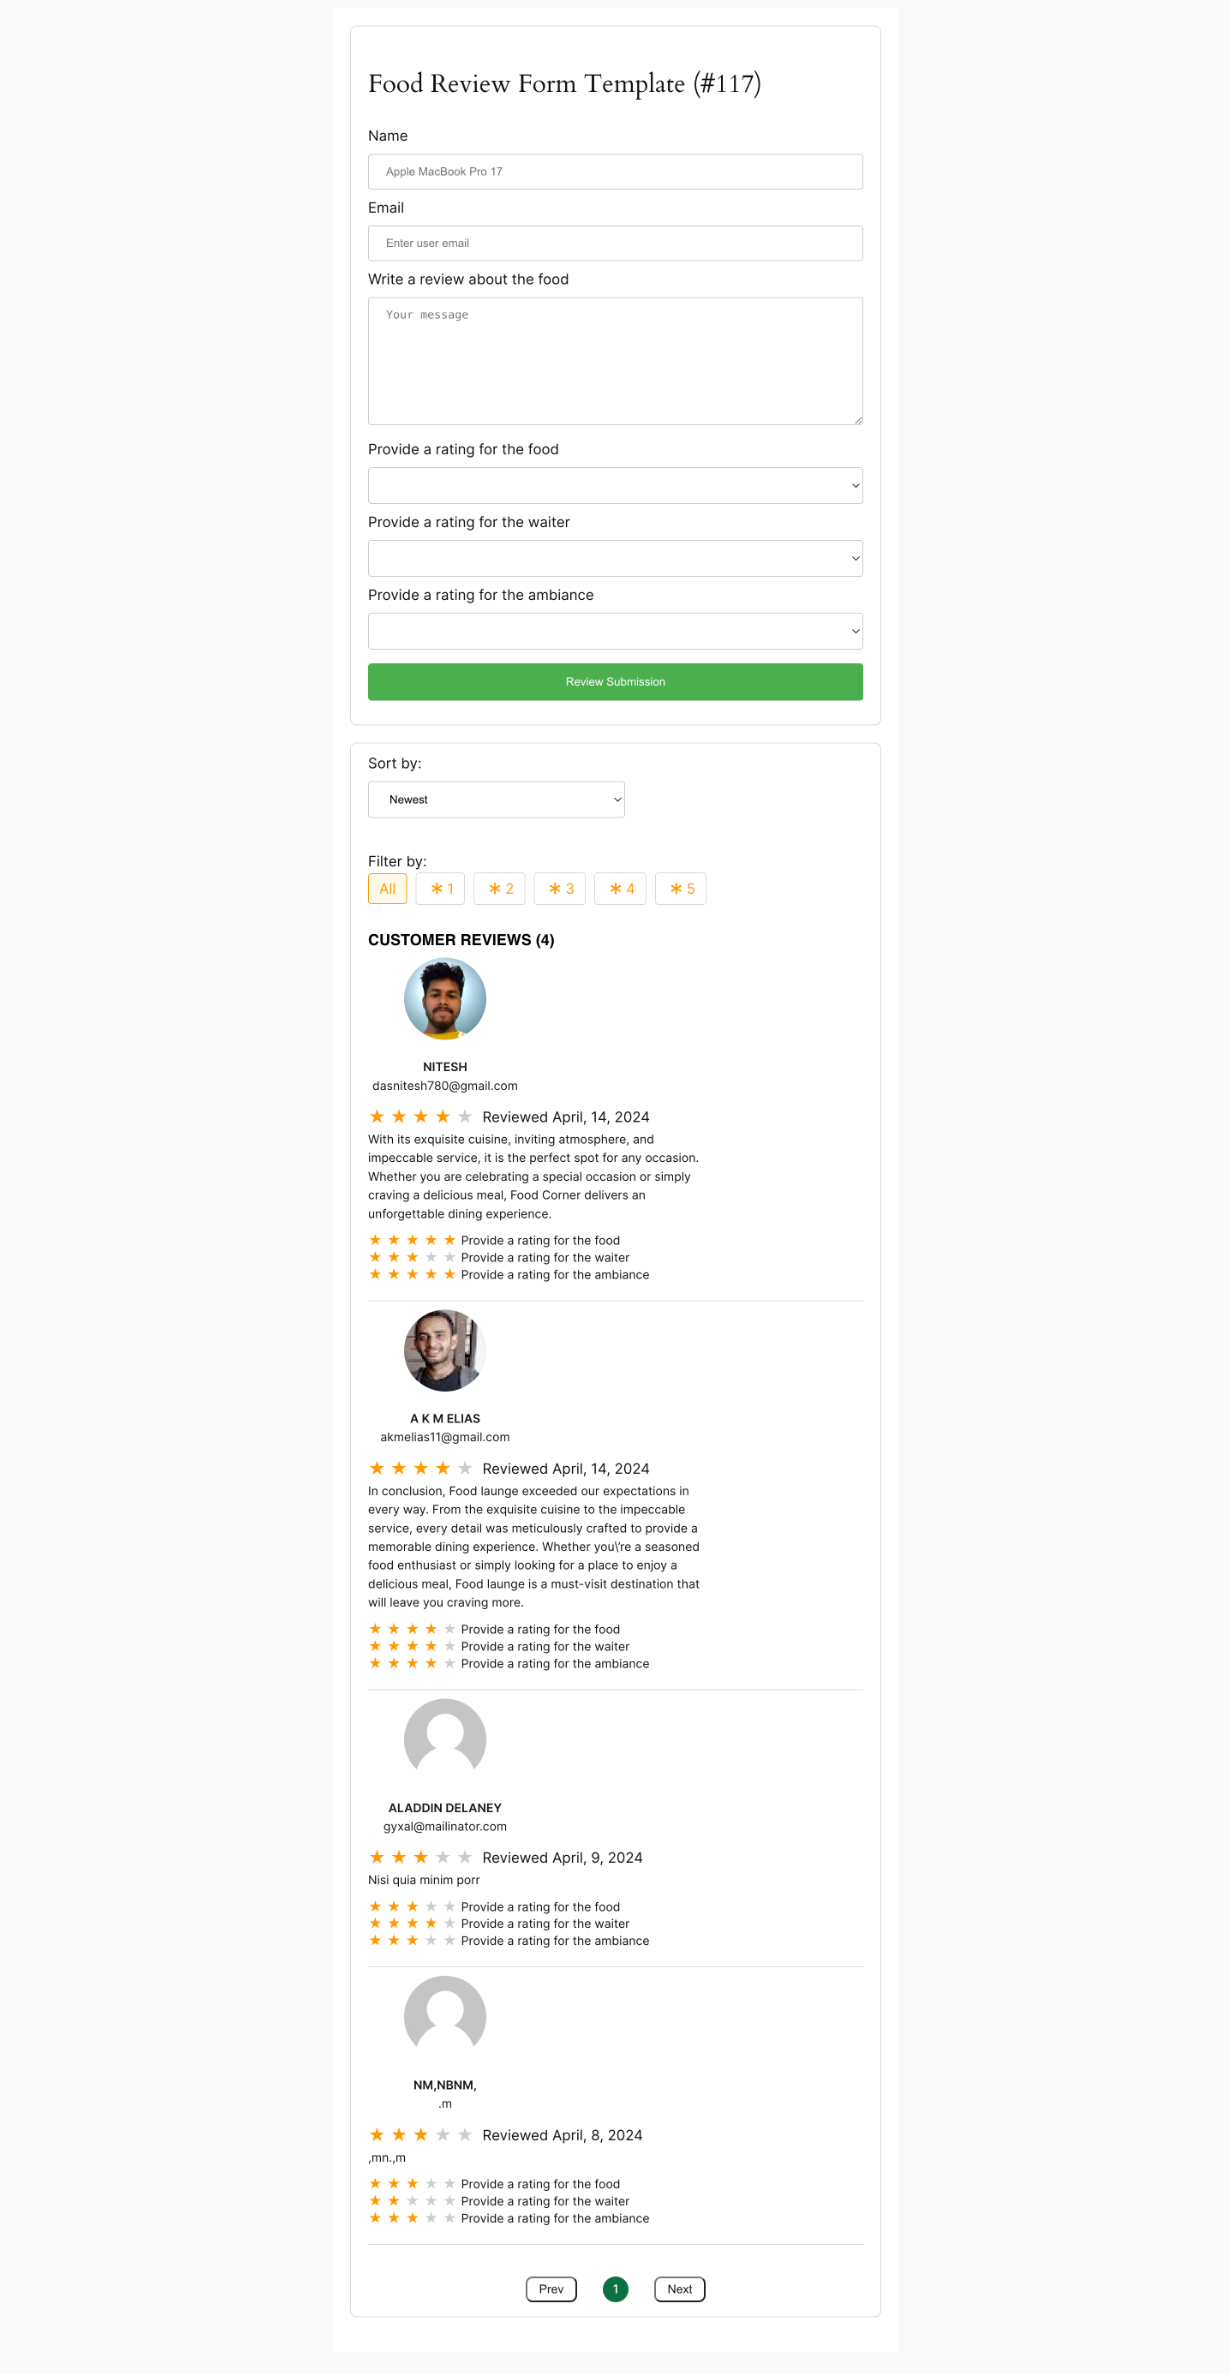 Food Review Form Template (#117)
Name
Apple MacBook Pro 17
Email
Enter user email
Write a review about the food
Your message
Provide a rating for the food
Provide a rating for the waiter
Provide a rating for the ambiance
Review Submission
Sort by:
Newest
Filter by:
All * 1 * 2 * 3 * 4 * 5
CUSTOMER REVIEWS (4)
NITESH
dasnitesh780@gmail.com
★ ★ ★ ★ ★ Reviewed April, 14, 2024
With its exquisite cuisine, inviting atmosphere, and
impeccable service, it is the perfect spot for any occasion.
Whether you are celebrating a special occasion or simply
craving a delicious meal, Food Corner delivers an
unforgettable dining experience.
★ ★ ★ ★ ★ Provide a rating for the food
★ ★ ★ ★ ★ Provide a rating for the waiter
★ ★ ★ ★ ★ Provide a rating for the ambiance
A K M ELIAS
akmelias11@gmail.com
★ ★ ★ ★ ★ Reviewed April, 14, 2024
In conclusion, Food launge exceeded our expectations in
every way. From the exquisite cuisine to the impeccable
service, every detail was meticulously crafted to provide a
memorable dining experience. Whether you\'re a seasoned
food enthusiast or simply looking for a place to enjoy a
delicious meal, Food launge is a must-visit destination that
will leave you craving more.
★ ★ ★ ★ ★ Provide a rating for the food
★ ★ ★ ★ ★ Provide a rating for the waiter
★ ★ ★ ★ ★ Provide a rating for the ambiance
ALADDIN DELANEY
gyxal@mailinator.com
★ ★ ★ ★ ★ Reviewed April, 9, 2024
Nisi quia minim porr
★ ★ ★ ★ ★ Provide a rating for the food
★ ★ ★ ★ ★ Provide a rating for the waiter
★ ★ ★ ★ ★ Provide a rating for the ambiance
NM,NBNM,
.m
★ ★ ★ ★ ★ Reviewed April, 8, 2024
,mn.,m
★ ★ ★ ★ ★ Provide a rating for the food
★ ★ ★ ★ ★ Provide a rating for the waiter
★ ★ ★ ★ ★ Provide a rating for the ambiance
Prev 1 Next